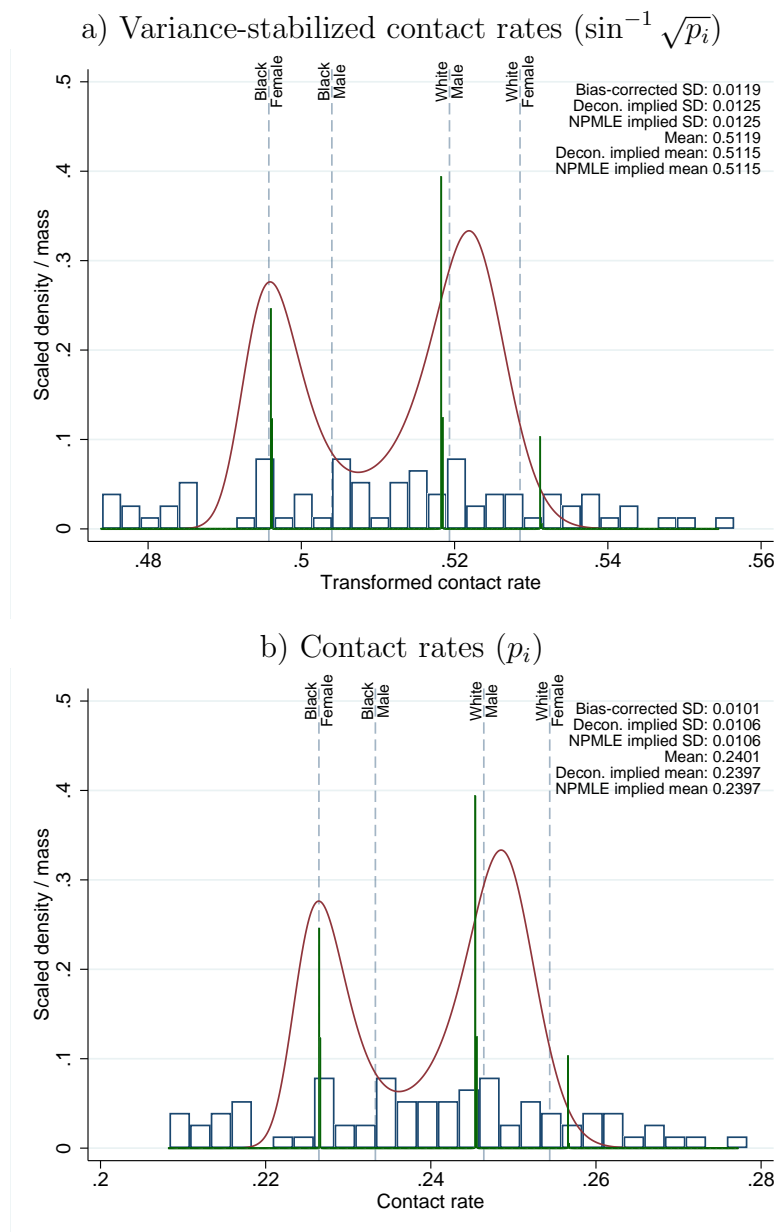 a) Variance-stabilized contact rates (sin⁻¹ √pᵢ)
Black
Female
Black
Male
White
Male
White
Female
Bias-corrected SD: 0.0119
Decon. implied SD: 0.0125
NPMLE implied SD: 0.0125
Mean: 0.5119
Decon. implied mean: 0.5115
NPMLE implied mean 0.5115
Scaled density / mass
.5
.4
.3
.2
.1
0
.48 .5 .52 .54 .56
Transformed contact rate
b) Contact rates (pᵢ)
Black
Female
Black
Male
White
Male
White
Female
Bias-corrected SD: 0.0101
Decon. implied SD: 0.0106
NPMLE implied SD: 0.0106
Mean: 0.2401
Decon. implied mean: 0.2397
NPMLE implied mean 0.2397
Scaled density / mass
.5
.4
.3
.2
.1
0
.2 .22 .24 .26 .28
Contact rate